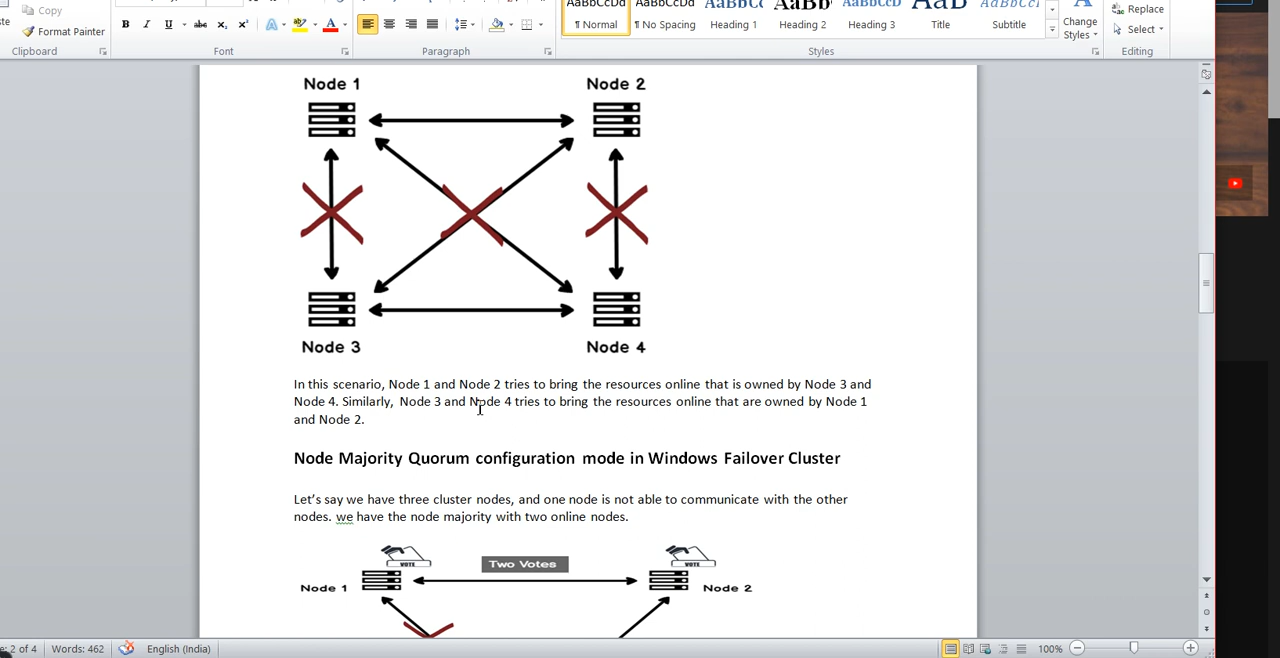 Copy
Format Painter
B I U abc x₂ x² A A
Clipboard Font Paragraph Styles Editing
AaBbCcDd AaBbCcDd
¶ Normal ¶ No Spacing Heading 1 Heading 2 Heading 3 Title Subtitle
Change
Styles
Replace
Select
Node 1 Node 2
Node 3 Node 4
In this scenario, Node 1 and Node 2 tries to bring the resources online that is owned by Node 3 and
Node 4. Similarly, Node 3 and Node 4 tries to bring the resources online that are owned by Node 1
and Node 2.
Node Majority Quorum configuration mode in Windows Failover Cluster
Let’s say we have three cluster nodes, and one node is not able to communicate with the other
nodes. we have the node majority with two online nodes.
VOTE Two Votes VOTE
Node 1 Node 2
: 2 of 4 Words: 462 English (India) 100%